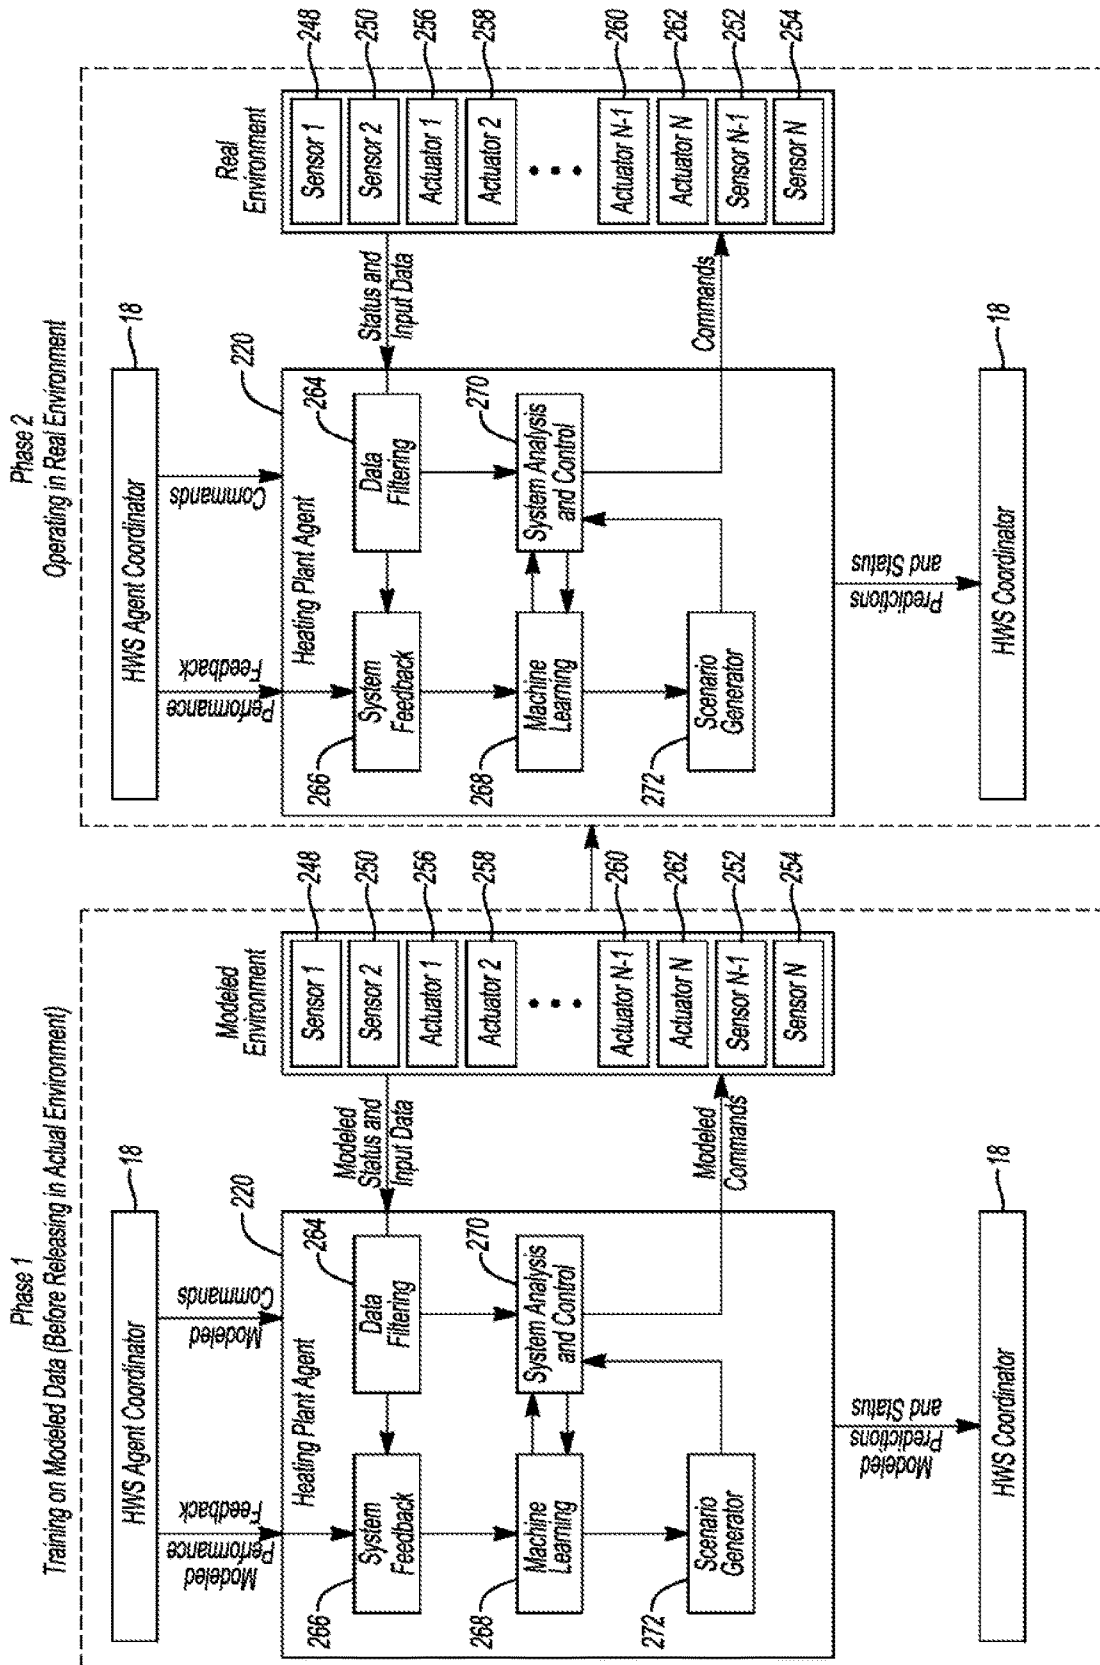 Phase 1
Training on Modeled Data (Before Releasing in Actual Environment)
HWS Agent Coordinator
18
Modeled
Performance
Feedback
Modeled
Commands
220
Heating Plant Agent
266
System
Feedback
Data
Filtering
264
268
Machine
Learning
System Analysis
and Control
270
272
Scenario
Generator
Modeled
Status and
Input Data
Modeled
Commands
Modeled
Environment
Sensor 1
248
Sensor 2
250
Actuator 1
256
Actuator 2
258
Actuator N-1
260
Actuator N
262
Sensor N-1
252
Sensor N
254
Modeled
Predictions
and Status
HWS Coordinator
18
Phase 2
Operating in Real Environment
HWS Agent Coordinator
18
Performance
Feedback
Commands
220
Heating Plant Agent
266
System
Feedback
Data
Filtering
264
268
Machine
Learning
System Analysis
and Control
270
272
Scenario
Generator
Status and
Input Data
Commands
Real
Environment
Sensor 1
248
Sensor 2
250
Actuator 1
256
Actuator 2
258
Actuator N-1
260
Actuator N
262
Sensor N-1
252
Sensor N
254
Predictions
and Status
HWS Coordinator
18